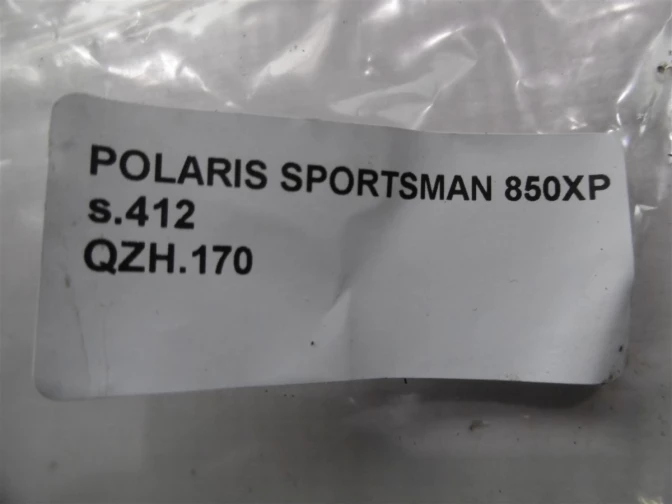 POLARIS SPORTSMAN 850XP
s.412
QZH.170